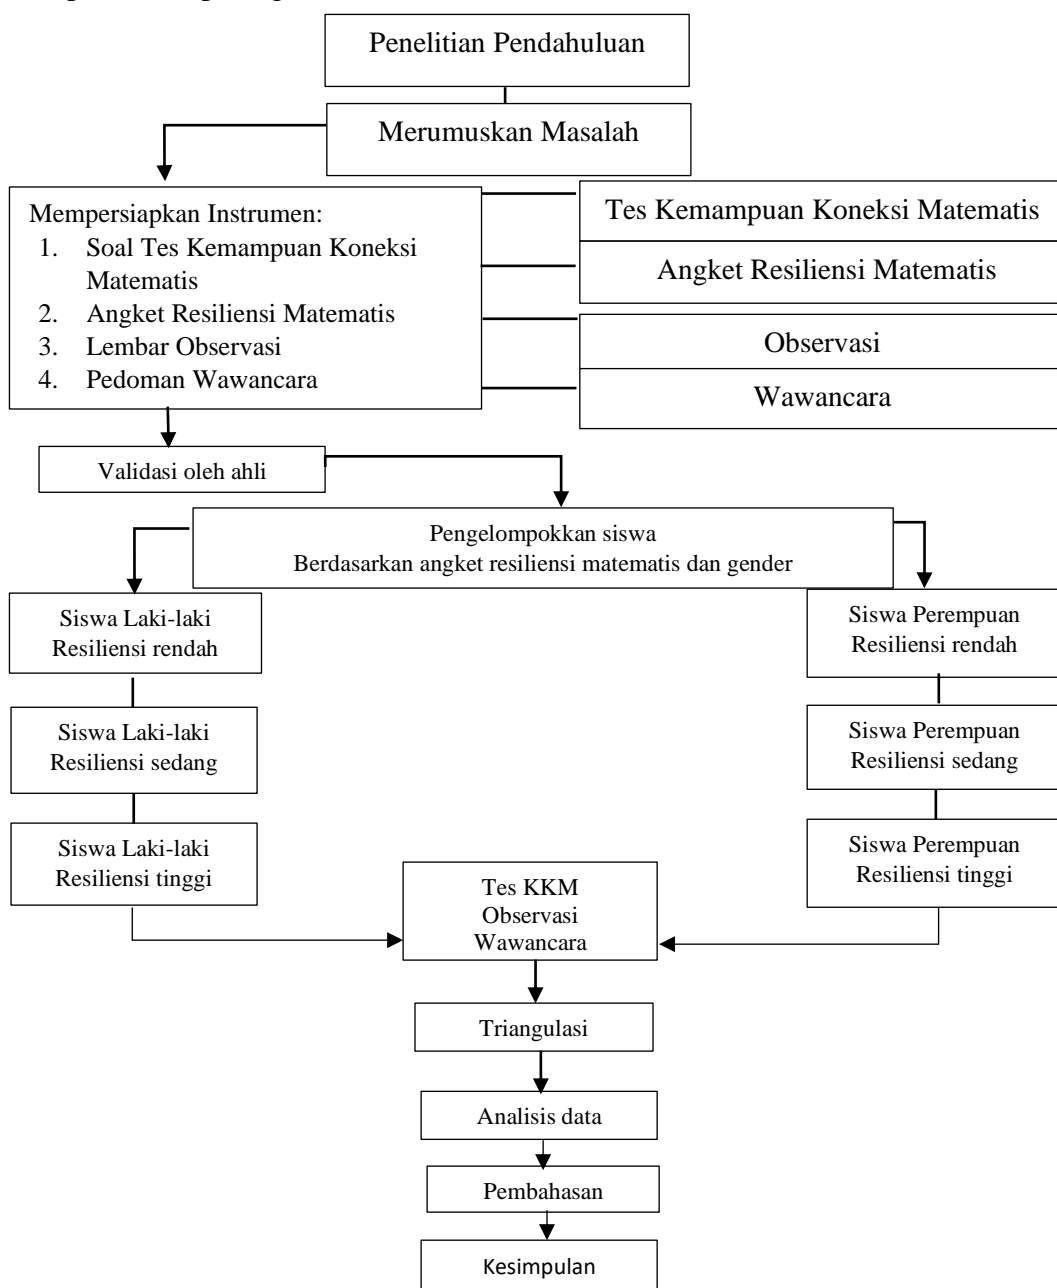 Penelitian Pendahuluan
Merumuskan Masalah
Mempersiapkan Instrumen:
1. Soal Tes Kemampuan Koneksi
Matematis
2. Angket Resiliensi Matematis
3. Lembar Observasi
4. Pedoman Wawancara
Tes Kemampuan Koneksi Matematis
Angket Resiliensi Matematis
Observasi
Wawancara
Validasi oleh ahli
Pengelompokkan siswa
Berdasarkan angket resiliensi matematis dan gender
Siswa Laki-laki
Resiliensi rendah
Siswa Laki-laki
Resiliensi sedang
Siswa Laki-laki
Resiliensi tinggi
Siswa Perempuan
Resiliensi rendah
Siswa Perempuan
Resiliensi sedang
Siswa Perempuan
Resiliensi tinggi
Tes KKM
Observasi
Wawancara
Triangulasi
Analisis data
Pembahasan
Kesimpulan